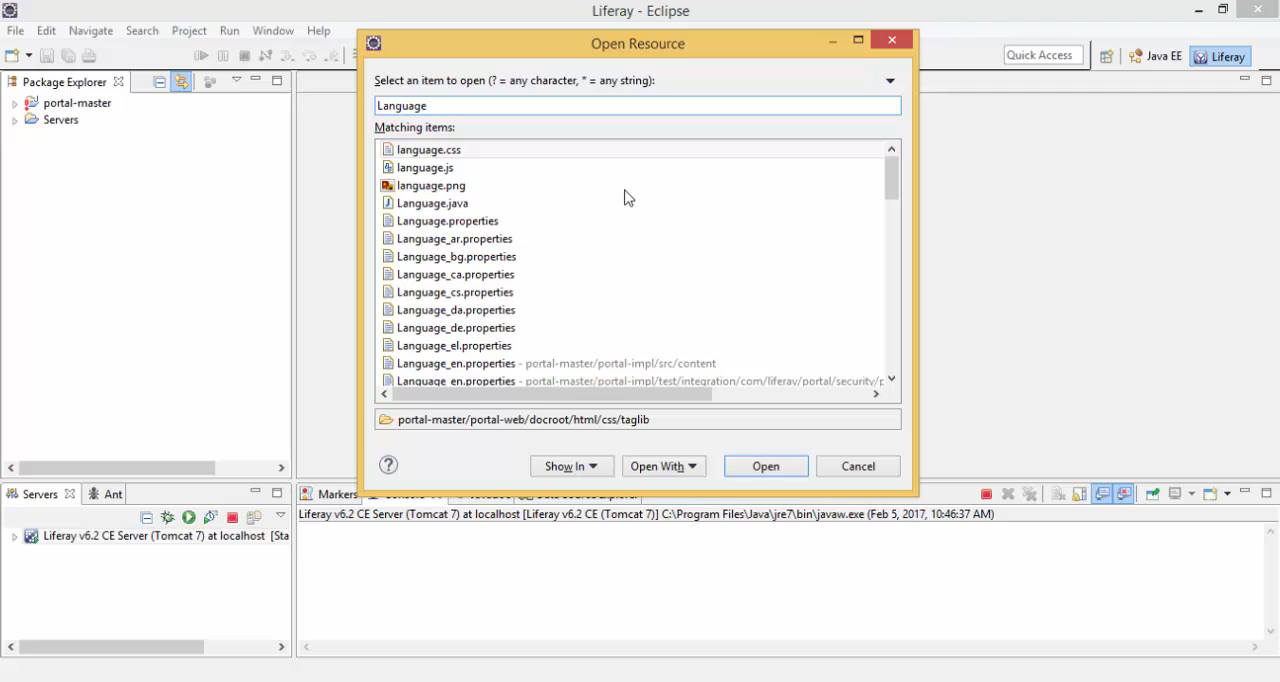 Liferay - Eclipse
File Edit Navigate Search Project Run Window Help
Quick Access
Java EE
Liferay
Package Explorer
portal-master
Servers
Open Resource
Select an item to open (? = any character, * = any string):
Language
Matching items:
language.css
language.js
language.png
Language.java
Language.properties
Language_ar.properties
Language_bg.properties
Language_ca.properties
Language_cs.properties
Language_da.properties
Language_de.properties
Language_el.properties
Language_en.properties - portal-master/portal-impl/src/content
Language_en.properties - portal-master/portal-impl/test/integration/com/liferay/portal/security/p
portal-master/portal-web/docroot/html/css/taglib
Show In
Open With
Open
Cancel
Servers
Ant
Liferay v6.2 CE Server (Tomcat 7) at localhost [Sta
Markers
Liferay v6.2 CE Server (Tomcat 7) at localhost [Liferay v6.2 CE (Tomcat 7)] C:\Program Files\Java\jre7\bin\javaw.exe (Feb 5, 2017, 10:46:37 AM)